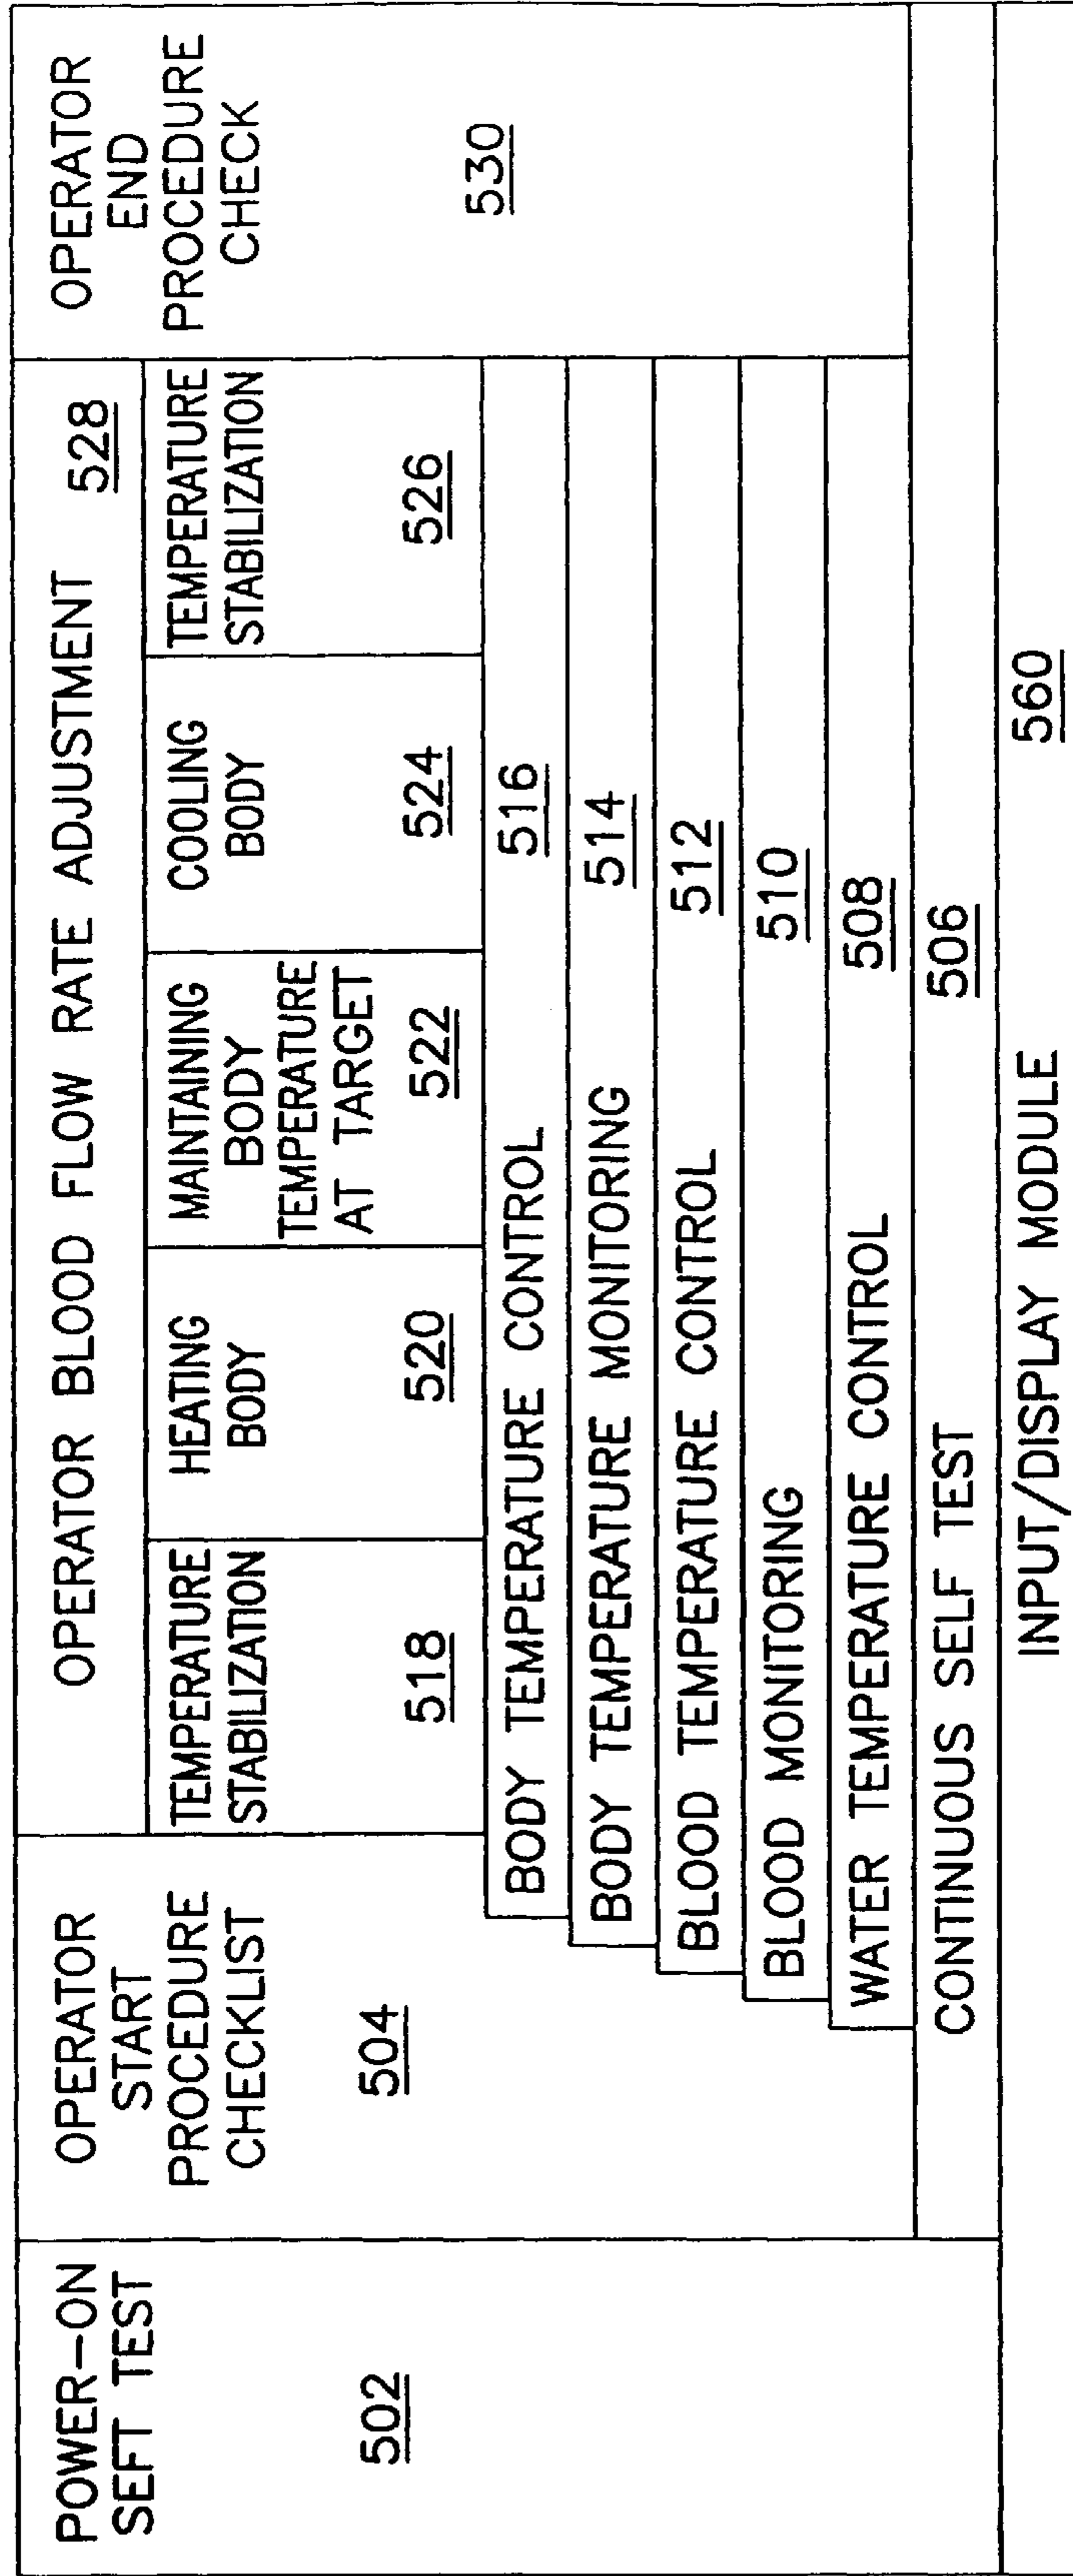 POWER-ON
SEFT TEST
502
OPERATOR
START
PROCEDURE
CHECKLIST
504
OPERATOR BLOOD FLOW RATE ADJUSTMENT 528
TEMPERATURE
STABILIZATION
518
HEATING
BODY
520
MAINTAINING
BODY
TEMPERATURE
AT TARGET
522
COOLING
BODY
524
TEMPERATURE
STABILIZATION
526
BODY TEMPERATURE CONTROL 516
BODY TEMPERATURE MONITORING 514
BLOOD TEMPERATURE CONTROL 512
BLOOD MONITORING 510
WATER TEMPERATURE CONTROL 508
CONTINUOUS SELF TEST 506
OPERATOR
END
PROCEDURE
CHECK
530
INPUT/DISPLAY MODULE 560